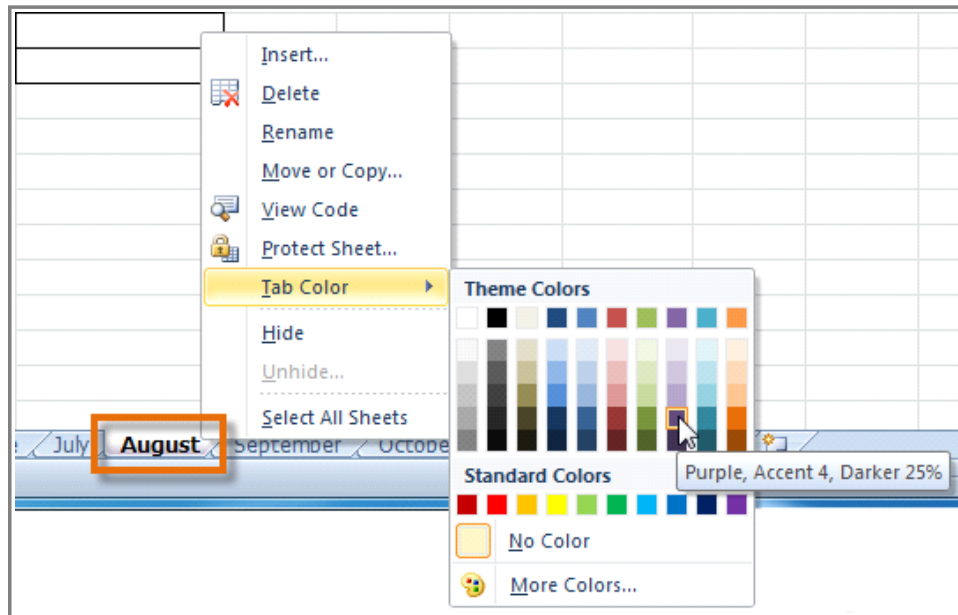 Insert...
Delete
Rename
Move or Copy...
View Code
Protect Sheet...
Tab Color
Hide
Unhide...
Select All Sheets
Theme Colors
Purple, Accent 4, Darker 25%
Standard Colors
No Color
More Colors...
July August September Octobe